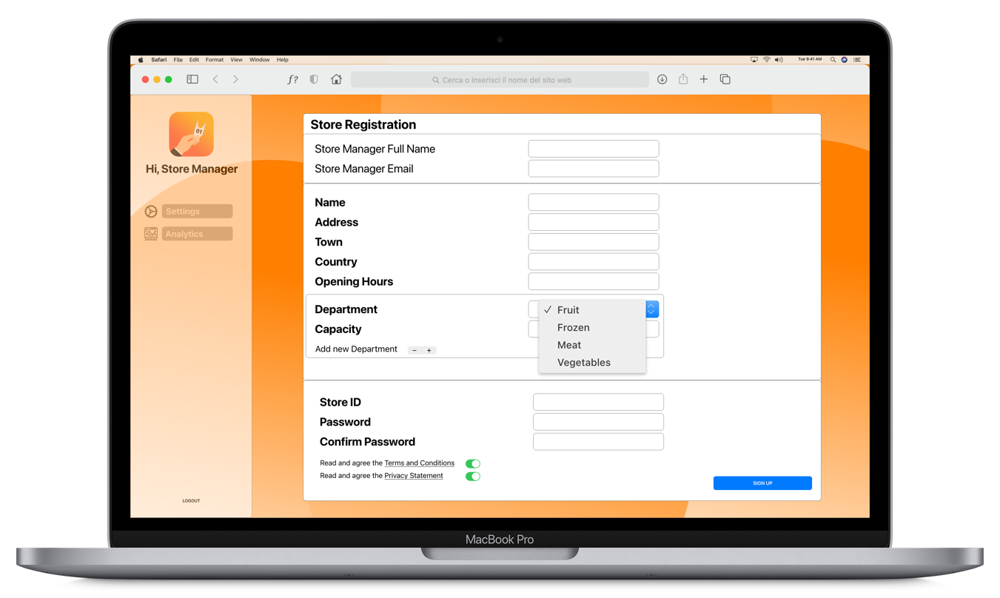 Safari File Edit Format View Window Help
Tue 9:41 AM
ƒ?
Cerca o inserisci il nome del sito web
01
Hi, Store Manager
Settings
Analytics
LOGOUT
Store Registration
Store Manager Full Name
Store Manager Email
Name
Address
Town
Country
Opening Hours
Department
✓ Fruit
Frozen
Meat
Vegetables
Capacity
Add new Department − +
Store ID
Password
Confirm Password
Read and agree the Terms and Conditions
Read and agree the Privacy Statement
SIGN UP
MacBook Pro